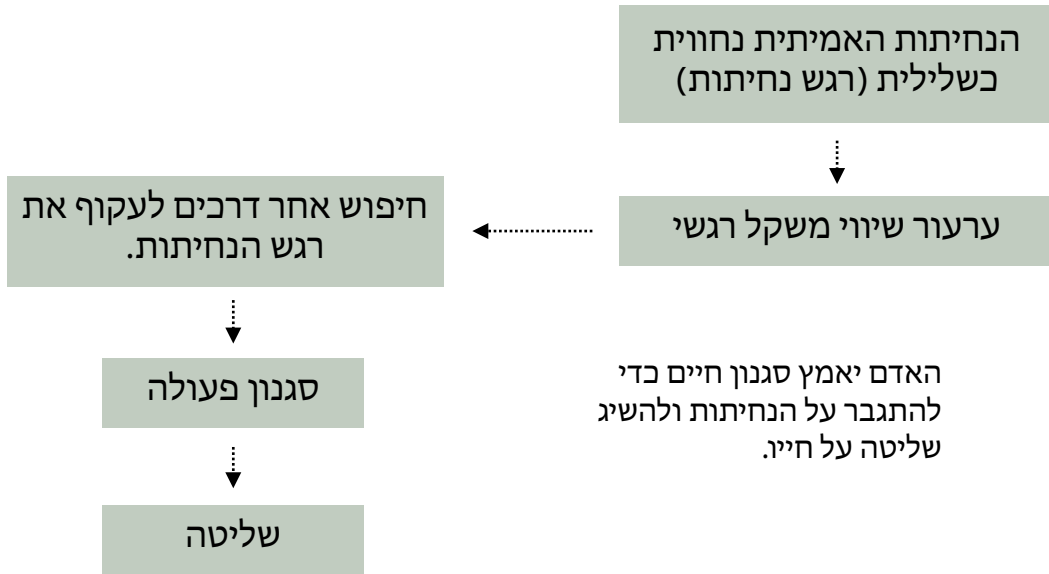 הנחיתות האמיתית נחווית
כשלילית (רגש נחיתות)
ערעור שיווי משקל רגשי
חיפוש אחר דרכים לעקוף את
רגש הנחיתות.
סגנון פעולה
שליטה
האדם יאמץ סגנון חיים כדי
להתגבר על הנחיתות ולהשיג
שליטה על חייו.